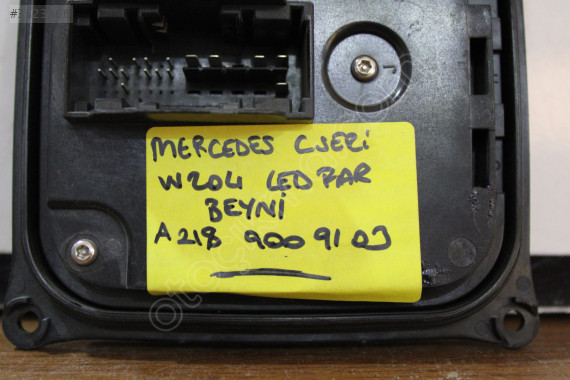 MERCEDES CSERİ
W204 LED FAR
BEYNİ
A218 900 91 03